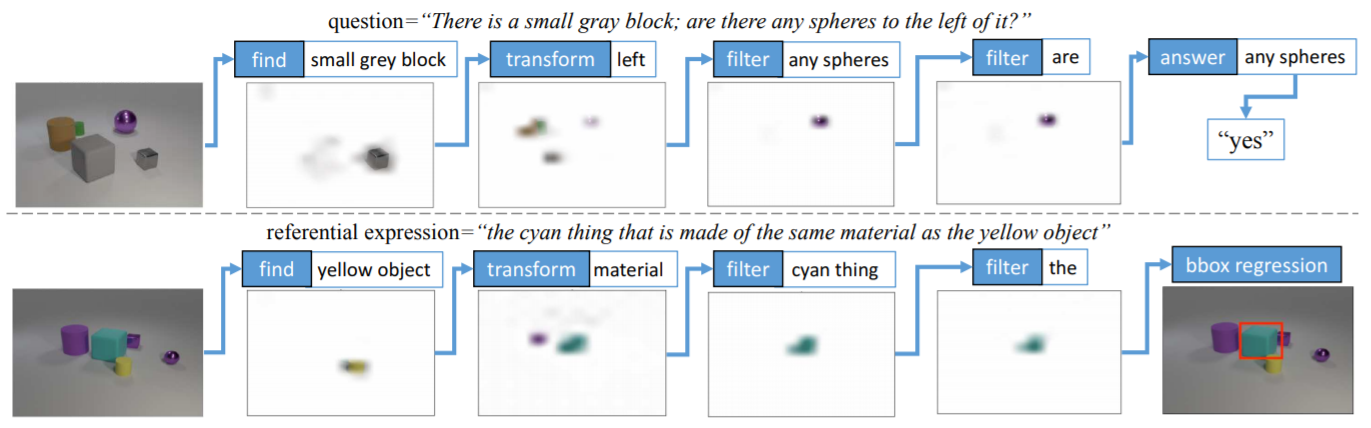 question=“There is a small gray block; are there any spheres to the left of it?”
find small grey block
transform left
filter any spheres
filter are
answer any spheres
“yes”
referential expression=“the cyan thing that is made of the same material as the yellow object”
find yellow object
transform material
filter cyan thing
filter the
bbox regression